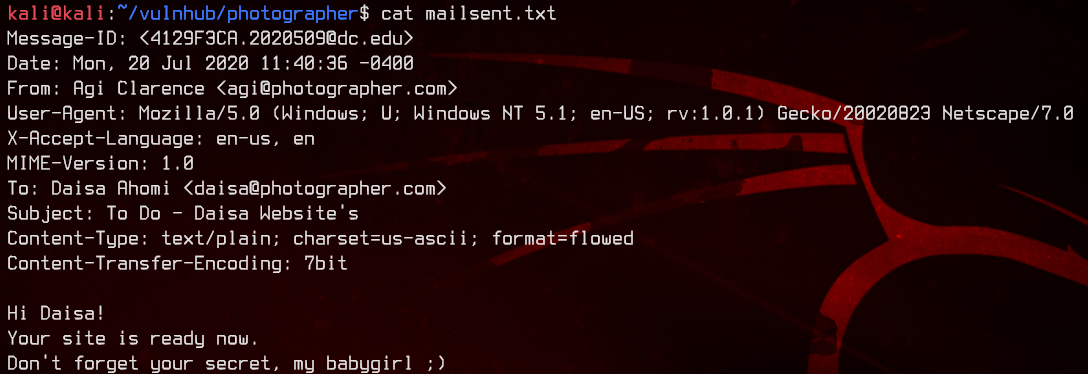 kali@kali:~/vulnhub/photographer$ cat mailsent.txt
Message-ID: <4129F3CA.2020509@dc.edu>
Date: Mon, 20 Jul 2020 11:40:36 -0400
From: Agi Clarence <agi@photographer.com>
User-Agent: Mozilla/5.0 (Windows; U; Windows NT 5.1; en-US; rv:1.0.1) Gecko/20020823 Netscape/7.0
X-Accept-Language: en-us, en
MIME-Version: 1.0
To: Daisa Ahomi <daisa@photographer.com>
Subject: To Do - Daisa Website's
Content-Type: text/plain; charset=us-ascii; format=flowed
Content-Transfer-Encoding: 7bit
Hi Daisa!
Your site is ready now.
Don't forget your secret, my babygirl ;)